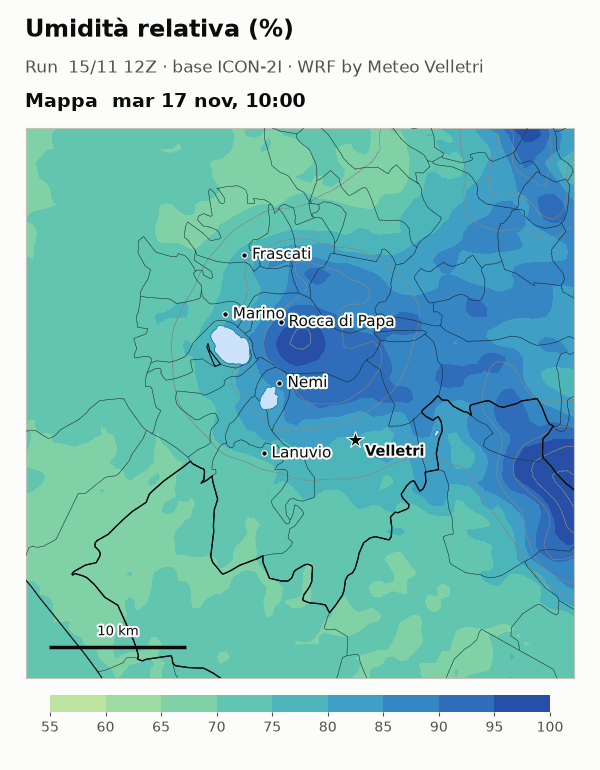 Umidità relativa (%)
Run  15/11 12Z · base ICON-2I · WRF by Meteo Velletri
Mappa  mar 17 nov, 10:00
Frascati
Marino
Rocca di Papa
Nemi
Velletri
Lanuvio
10 km
55 60 65 70 75 80 85 90 95 100